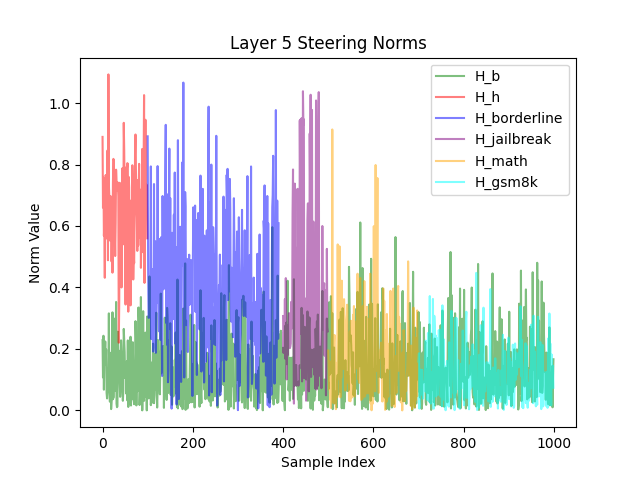 Layer 5 Steering Norms
H_b
H_h
H_borderline
H_jailbreak
H_math
H_gsm8k
Norm Value
1.0
0.8
0.6
0.4
0.2
0.0
0 200 400 600 800 1000
Sample Index